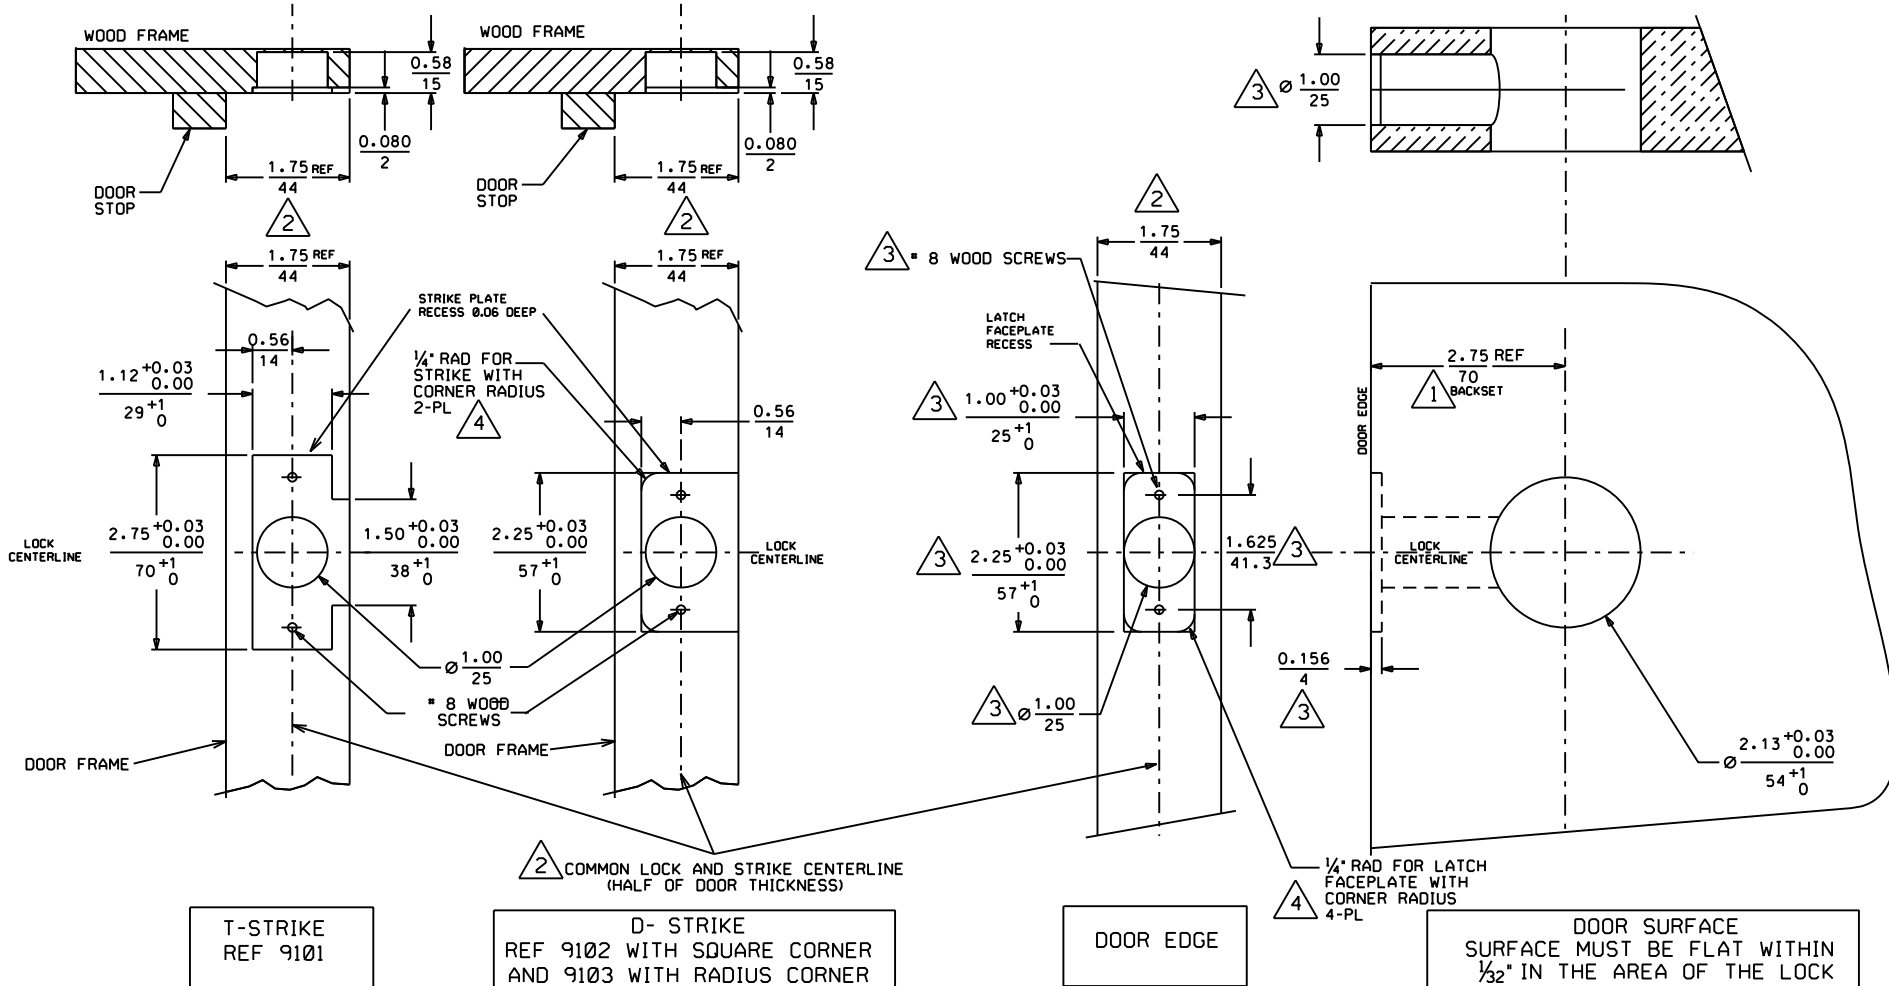 WOOD FRAME
0.58
15
0.080
2
DOOR
STOP
1.75 REF
44
2
WOOD FRAME
0.58
15
0.080
2
DOOR
STOP
1.75 REF
44
2
3 Ø 1.00
25
1.75 REF
44
STRIKE PLATE
RECESS 0.06 DEEP
0.56
14
1.12 +0.03
0.00
29 +1
0
2.75 +0.03
0.00
70 +1
0
LOCK
CENTERLINE
1.50 +0.03
0.00
38 +1
0
1.75 REF
44
1/4" RAD FOR
STRIKE WITH
CORNER RADIUS
2-PL
4
0.56
14
2.25 +0.03
0.00
57 +1
0
LOCK
CENTERLINE
Ø 1.00
25
" 8 WOOD
SCREWS
DOOR FRAME
DOOR FRAME
2
1.75
44
3 " 8 WOOD SCREWS
LATCH
FACEPLATE
RECESS
3
1.00 +0.03
0.00
25 +1
0
3
2.25 +0.03
0.00
57 +1
0
1.625
41.3
3
3 Ø 1.00
25
2.75 REF
70
1 BACKSET
DOOR EDGE
LOCK
CENTERLINE
0.156
4
3
Ø 2.13 +0.03
0.00
54 +1
0
2 COMMON LOCK AND STRIKE CENTERLINE
(HALF OF DOOR THICKNESS)
1/4" RAD FOR LATCH
FACEPLATE WITH
CORNER RADIUS
4-PL
4
T-STRIKE
REF 9101
D- STRIKE
REF 9102 WITH SQUARE CORNER
AND 9103 WITH RADIUS CORNER
DOOR EDGE
DOOR SURFACE
SURFACE MUST BE FLAT WITHIN
1/32" IN THE AREA OF THE LOCK